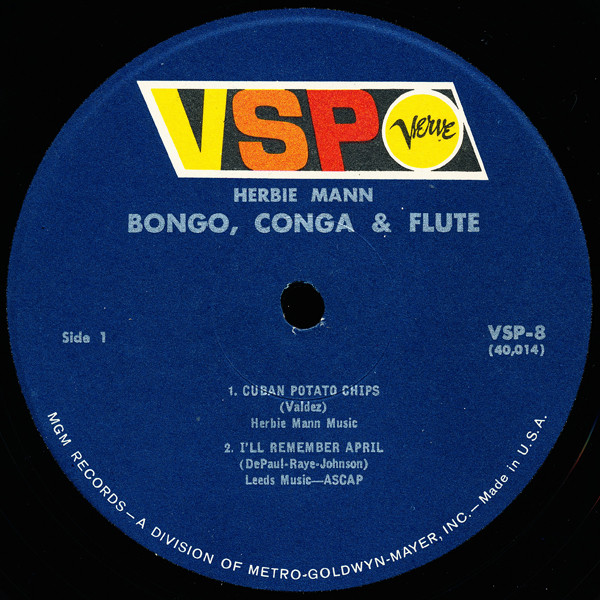 VSP Verve
HERBIE MANN
BONGO, CONGA & FLUTE
Side 1
VSP-8
(40,014)
1. CUBAN POTATO CHIPS
(Valdez)
Herbie Mann Music
2. I'LL REMEMBER APRIL
(DePaul-Raye-Johnson)
Leeds Music—ASCAP
MGM RECORDS—A DIVISION OF METRO-GOLDWYN-MAYER, INC.—Made in U.S.A.